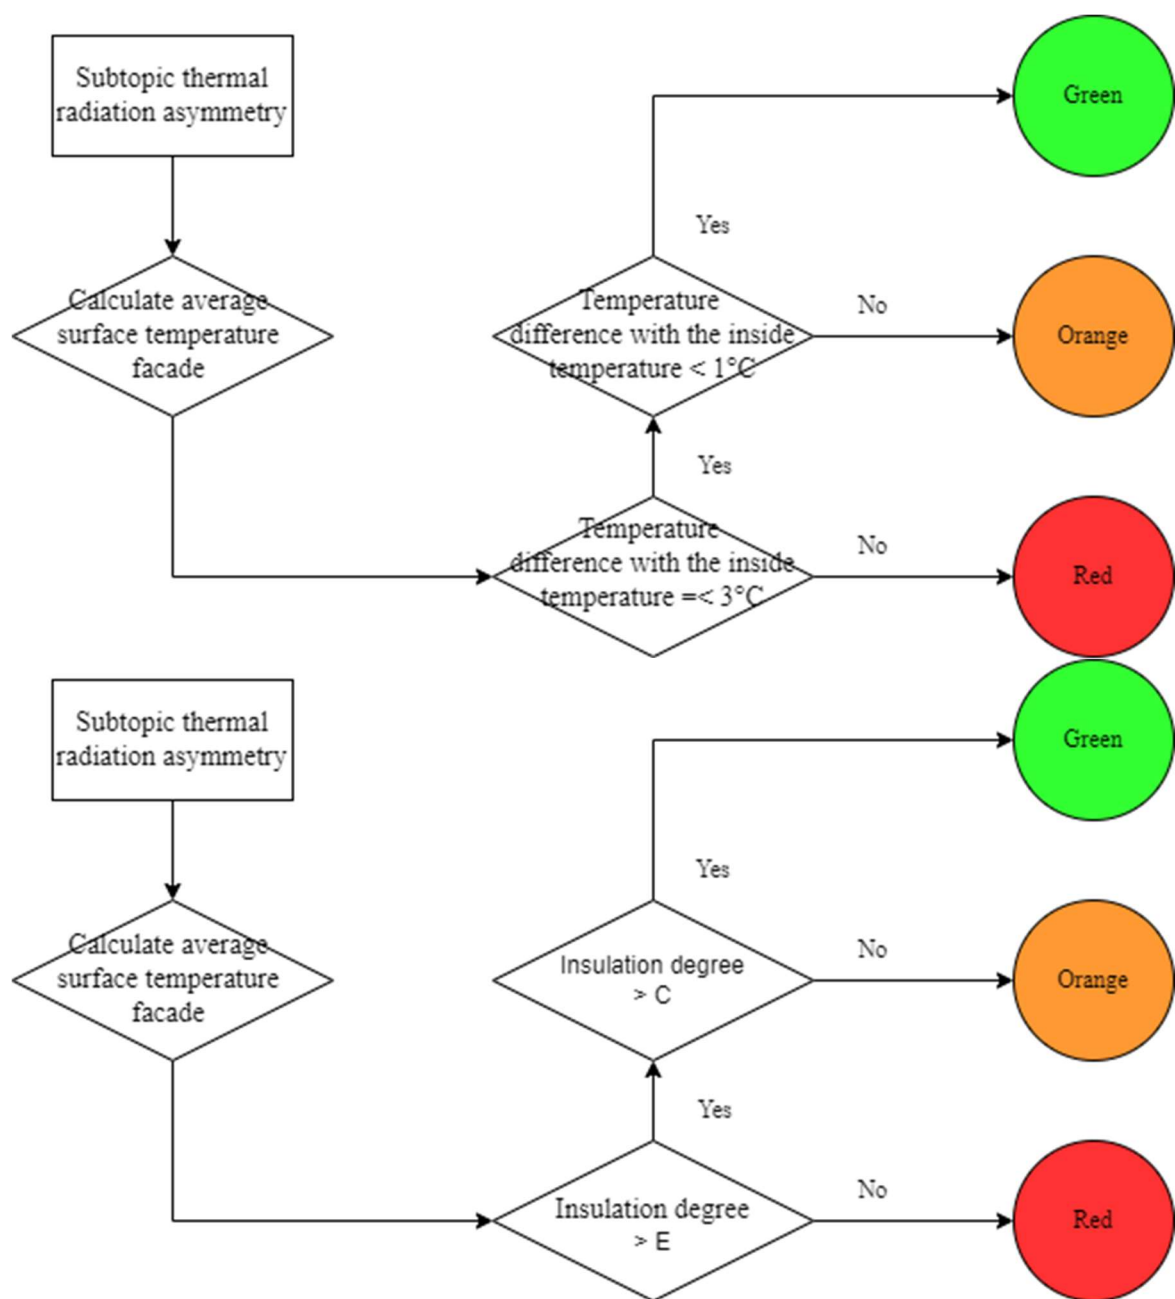 Subtopic thermal
radiation asymmetry
Green
Yes
Calculate average
surface temperature
facade
Temperature
difference with the inside
temperature < 1°C
No
Orange
Yes
Temperature
difference with the inside
temperature =< 3°C
No
Red
Subtopic thermal
radiation asymmetry
Green
Yes
Calculate average
surface temperature
facade
Insulation degree
> C
No
Orange
Yes
Insulation degree
> E
No
Red